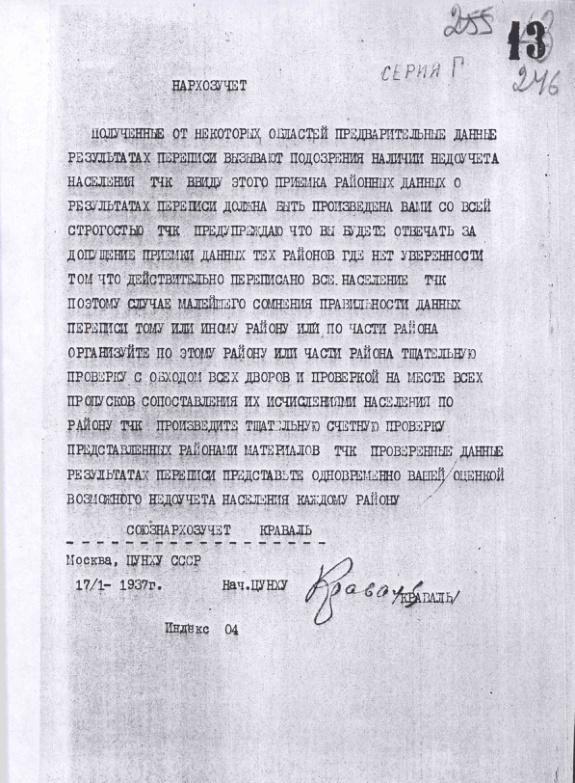 255
13
246
СЕРИЯ Г
НАРХОЗУЧЕТ
ПОЛУЧЕННЫЕ ОТ НЕКОТОРЫХ ОБЛАСТЕЙ ПРЕДВАРИТЕЛЬНЫЕ ДАННЫЕ
РЕЗУЛЬТАТАХ ПЕРЕПИСИ ВЫЗЫВАЮТ ПОДОЗРЕНИЯ НАЛИЧИИ НЕДОУЧЕТА
НАСЕЛЕНИЯ ТЧК ВВИДУ ЭТОГО ПРИЕМКА РАЙОННЫХ ДАННЫХ О
РЕЗУЛЬТАТАХ ПЕРЕПИСИ ДОЛЖНА БЫТЬ ПРОИЗВЕДЕНА ВАМИ СО ВСЕЙ
СТРОГОСТЬЮ ТЧК ПРЕДУПРЕЖДАЮ ЧТО ВЫ БУДЕТЕ ОТВЕЧАТЬ ЗА
ДОПУЩЕНИЕ ПРИЕМКИ ДАННЫХ ТЕХ РАЙОНОВ ГДЕ НЕТ УВЕРЕННОСТИ
ТОМ ЧТО ДЕЙСТВИТЕЛЬНО ПЕРЕПИСАНО ВСЕ НАСЕЛЕНИЕ ТЧК
ПОЭТОМУ СЛУЧАЕ МАЛЕЙШЕГО СОМНЕНИЯ ПРАВИЛЬНОСТИ ДАННЫХ
ПЕРЕПИСИ ТОМУ ИЛИ ИНОМУ РАЙОНУ ИЛИ ПО ЧАСТИ РАЙОНА
ОРГАНИЗУЙТЕ ПО ЭТОМУ РАЙОНУ ИЛИ ЧАСТИ РАЙОНА ТЩАТЕЛЬНУЮ
ПРОВЕРКУ С ОБХОДОМ ВСЕХ ДВОРОВ И ПРОВЕРКОЙ НА МЕСТЕ ВСЕХ
ПРОПУСКОВ СОПОСТАВЛЕНИЯ ИХ ИСЧИСЛЕНИЯМИ НАСЕЛЕНИЯ ПО
РАЙОНУ ТЧК ПРОИЗВЕДИТЕ ТЩАТЕЛЬНУЮ СЧЕТНУЮ ПРОВЕРКУ
ПРЕДСТАВЛЕННЫХ РАЙОНАМИ МАТЕРИАЛОВ ТЧК ПРОВЕРЕННЫЕ ДАННЫЕ
РЕЗУЛЬТАТАХ ПЕРЕПИСИ ПРЕДСТАВЬТЕ ОДНОВРЕМЕННО ВАШЕЙ ОЦЕНКОЙ
ВОЗМОЖНОГО НЕДОУЧЕТА НАСЕЛЕНИЯ КАЖДОМУ РАЙОНУ
СОЮЗНАРХОЗУЧЕТ КРАВАЛЬ
Москва, ЦУНХУ СССР
17/1- 1937г. Нач.ЦУНХУ Краваль /КРАВАЛЬ/
Индекс 04